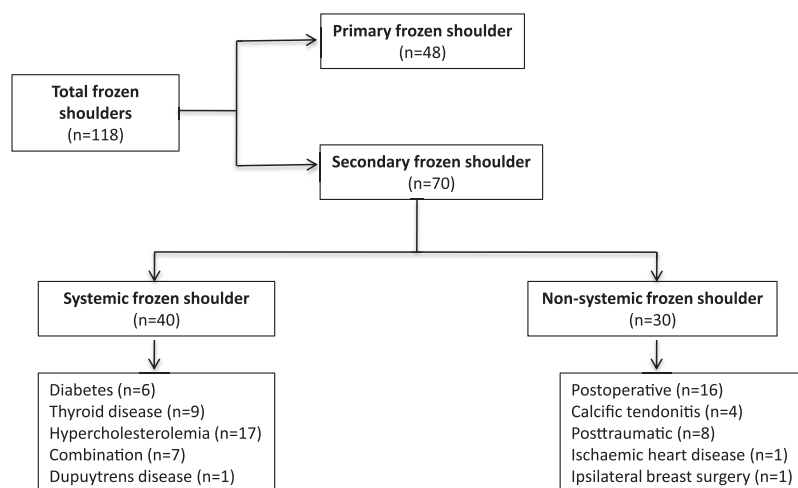 Primary frozen shoulder
(n=48)
Total frozen
shoulders
(n=118)
Secondary frozen shoulder
(n=70)
Systemic frozen shoulder
(n=40)
Non-systemic frozen shoulder
(n=30)
Diabetes (n=6)
Thyroid disease (n=9)
Hypercholesterolemia (n=17)
Combination (n=7)
Dupuytrens disease (n=1)
Postoperative (n=16)
Calcific tendonitis (n=4)
Posttraumatic (n=8)
Ischaemic heart disease (n=1)
Ipsilateral breast surgery (n=1)